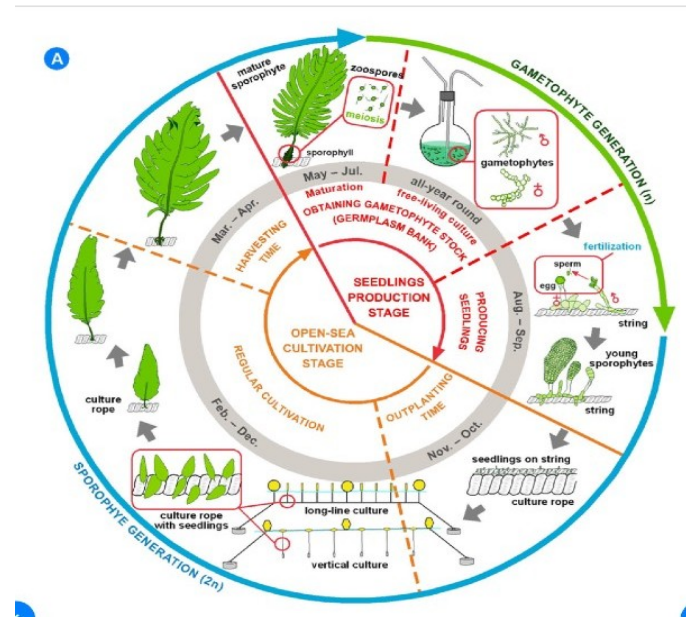 A
mature
sporophyte
zoospores
meiosis
sporophyll
gametophytes
♂
♀
GAMETOPHYTE GENERATION (n)
May – Jul.
all-year round
Mar. – Apr.
Maturation
free-living culture
OBTAINING GAMETOPHYTE STOCK
(GERMPLASM BANK)
HARVESTING
TIME
SEEDLINGS
PRODUCTION
STAGE
PRODUCING
SEEDLINGS
Aug. – Sep.
fertilization
sperm
egg
♀
♂
string
young
sporophytes
string
OPEN-SEA
CULTIVATION
STAGE
REGULAR CULTIVATION
OUTPLANTING
TIME
Feb. – Dec.
Nov. – Oct.
culture
rope
seedlings on string
culture rope
culture rope
with seedlings
long-line culture
vertical culture
SPOROPHYE GENERATION (2n)